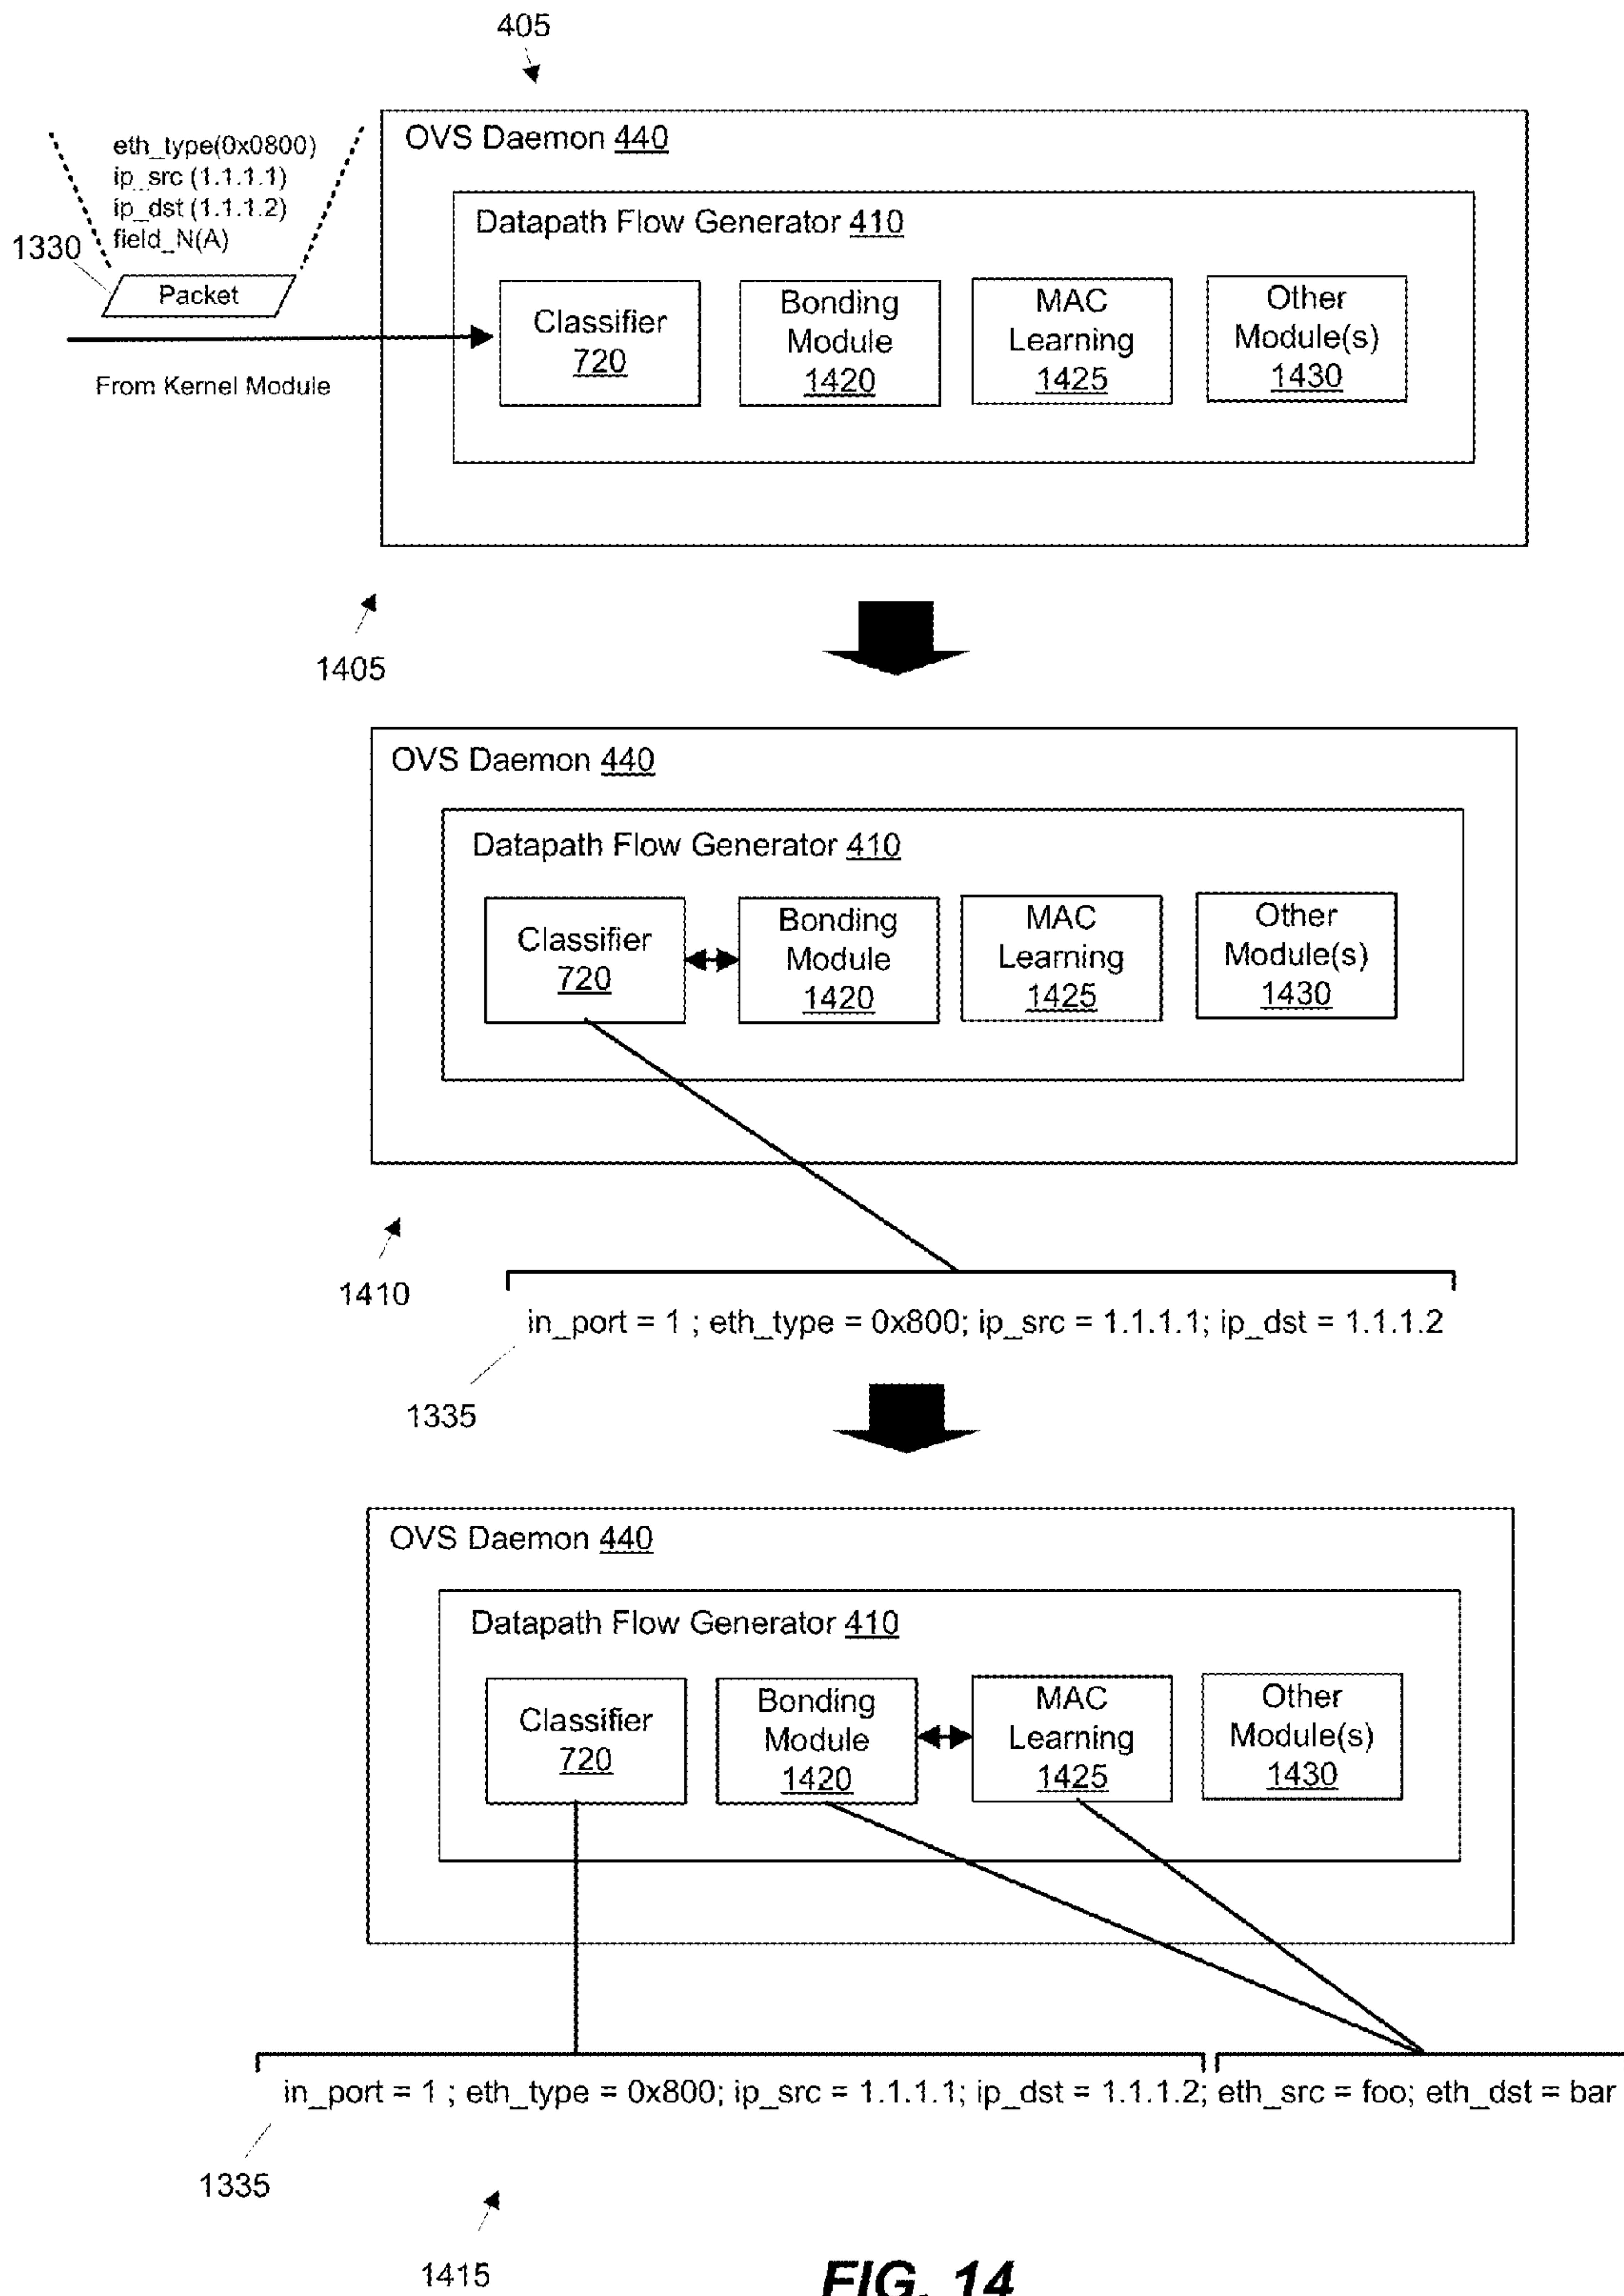 405
eth_type(0x0800)
ip_src (1.1.1.1)
ip_dst (1.1.1.2)
field_N(A)
1330
Packet
From Kernel Module
OVS Daemon 440
Datapath Flow Generator 410
Classifier
720
Bonding
Module
1420
MAC
Learning
1425
Other
Module(s)
1430
1405
OVS Daemon 440
Datapath Flow Generator 410
Classifier
720
Bonding
Module
1420
MAC
Learning
1425
Other
Module(s)
1430
1410
in_port = 1 ; eth_type = 0x800; ip_src = 1.1.1.1; ip_dst = 1.1.1.2
1335
OVS Daemon 440
Datapath Flow Generator 410
Classifier
720
Bonding
Module
1420
MAC
Learning
1425
Other
Module(s)
1430
in_port = 1 ; eth_type = 0x800; ip_src = 1.1.1.1; ip_dst = 1.1.1.2; eth_src = foo; eth_dst = bar
1335
1415
FIG. 14